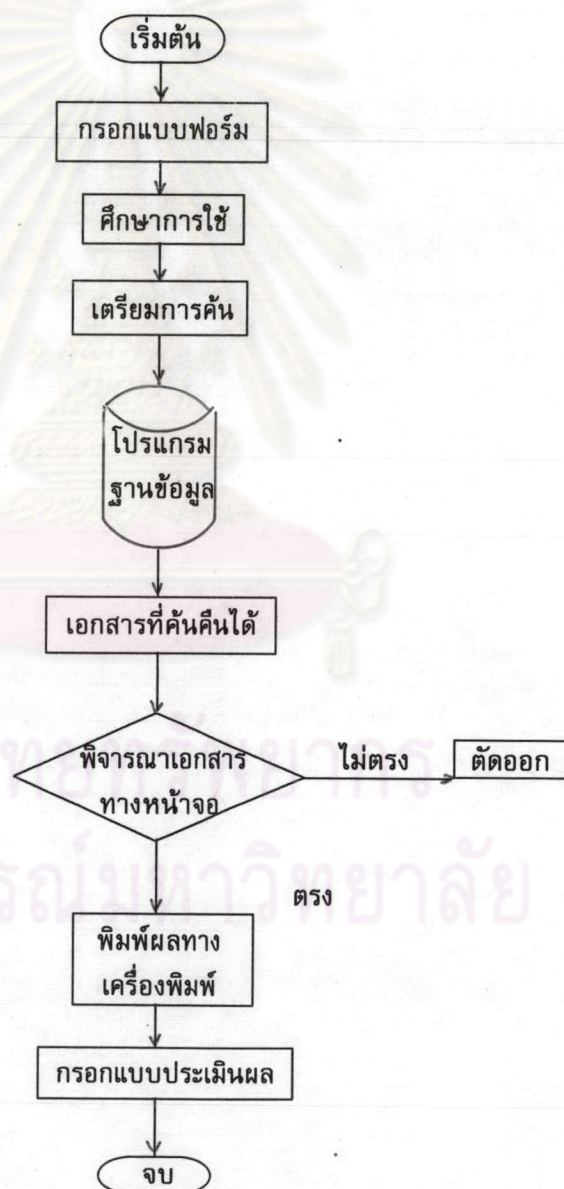 เริ่มต้น
กรอกแบบฟอร์ม
ศึกษาการใช้
เตรียมการค้น
โปรแกรม
ฐานข้อมูล
เอกสารที่ค้นคืนได้
พิจารณาเอกสาร
ทางหน้าจอ
ไม่ตรง
ตัดออก
ตรง
พิมพ์ผลทาง
เครื่องพิมพ์
กรอกแบบประเมินผล
จบ